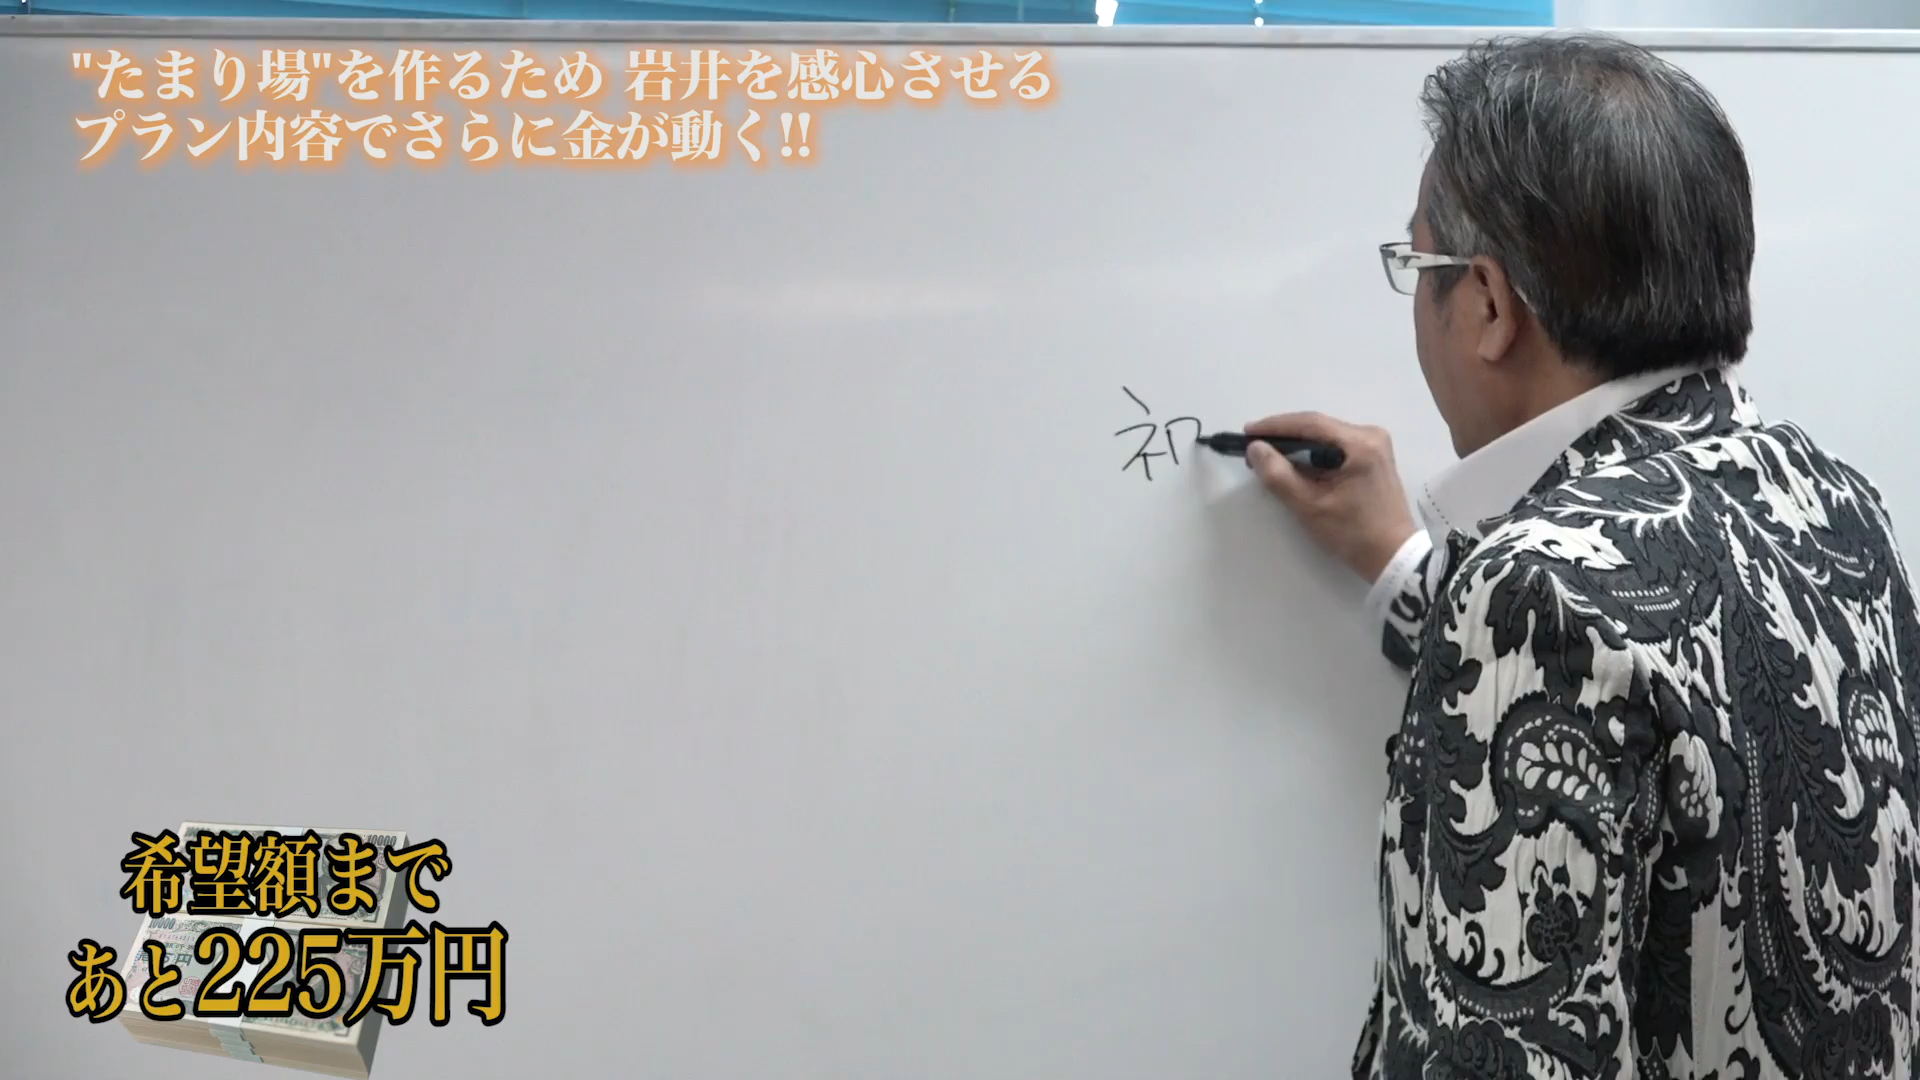 "たまり場"を作るため 岩井を感心させる
プラン内容でさらに金が動く!!
希望額まで
あと225万円
10000
10000